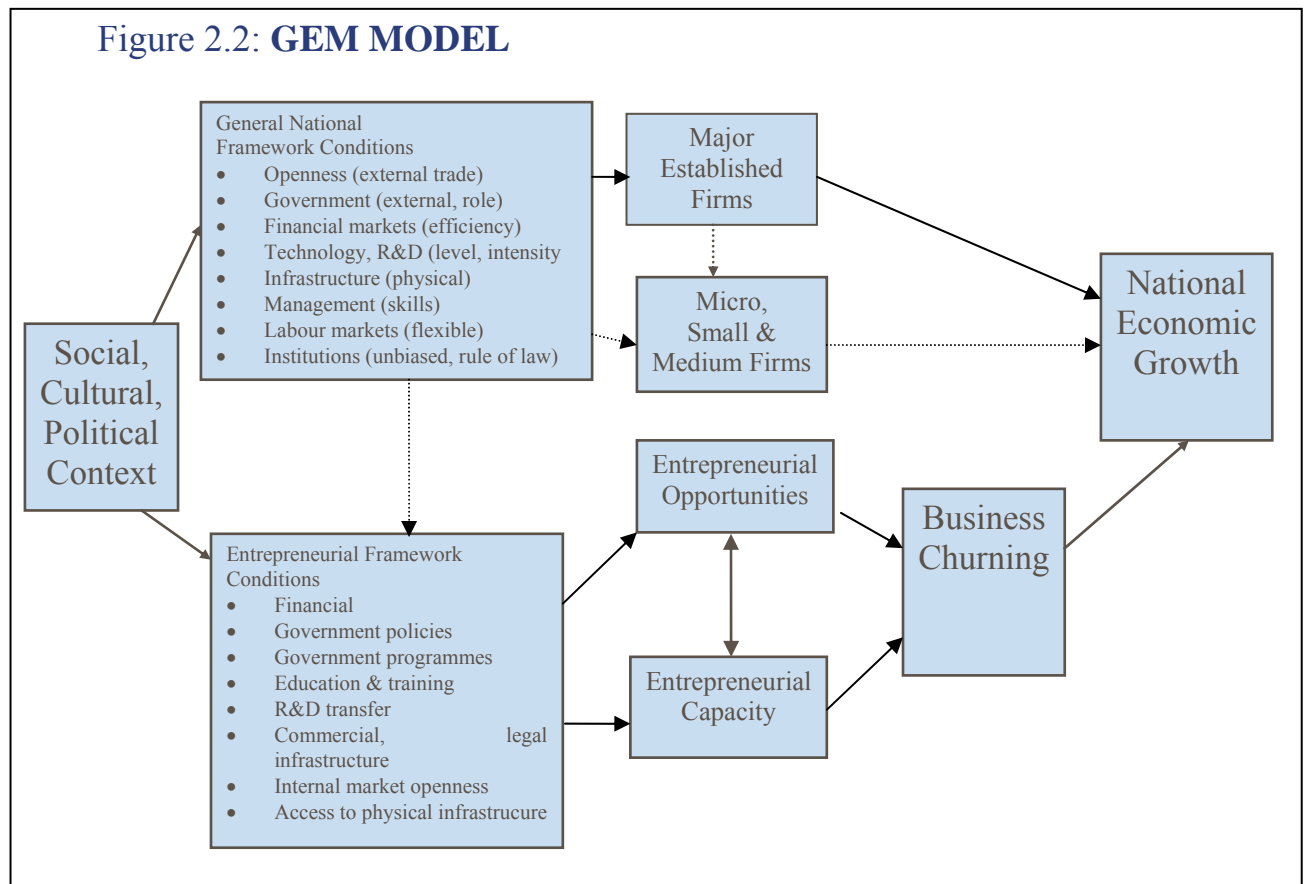 Figure 2.2: GEM MODEL
General National
Framework Conditions
• Openness (external trade)
• Government (external, role)
• Financial markets (efficiency)
• Technology, R&D (level, intensity
• Infrastructure (physical)
• Management (skills)
• Labour markets (flexible)
• Institutions (unbiased, rule of law)
Major
Established
Firms
Micro,
Small &
Medium Firms
National
Economic
Growth
Social,
Cultural,
Political
Context
Entrepreneurial Framework
Conditions
• Financial
• Government policies
• Government programmes
• Education & training
• R&D transfer
• Commercial, legal
infrastructure
• Internal market openness
• Access to physical infrastrucure
Entrepreneurial
Opportunities
Entrepreneurial
Capacity
Business
Churning